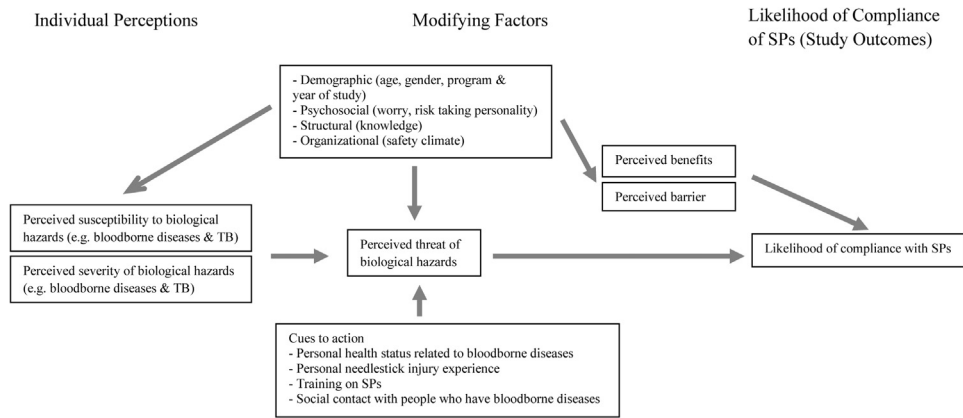 Individual Perceptions
Modifying Factors
Likelihood of Compliance
of SPs (Study Outcomes)
- Demographic (age, gender, program &
year of study)
- Psychosocial (worry, risk taking personality)
- Structural (knowledge)
- Organizational (safety climate)
Perceived benefits
Perceived barrier
Perceived susceptibility to biological
hazards (e.g. bloodborne diseases & TB)
Perceived severity of biological hazards
(e.g. bloodborne diseases & TB)
Perceived threat of
biological hazards
Likelihood of compliance with SPs
Cues to action
- Personal health status related to bloodborne diseases
- Personal needlestick injury experience
- Training on SPs
- Social contact with people who have bloodborne diseases